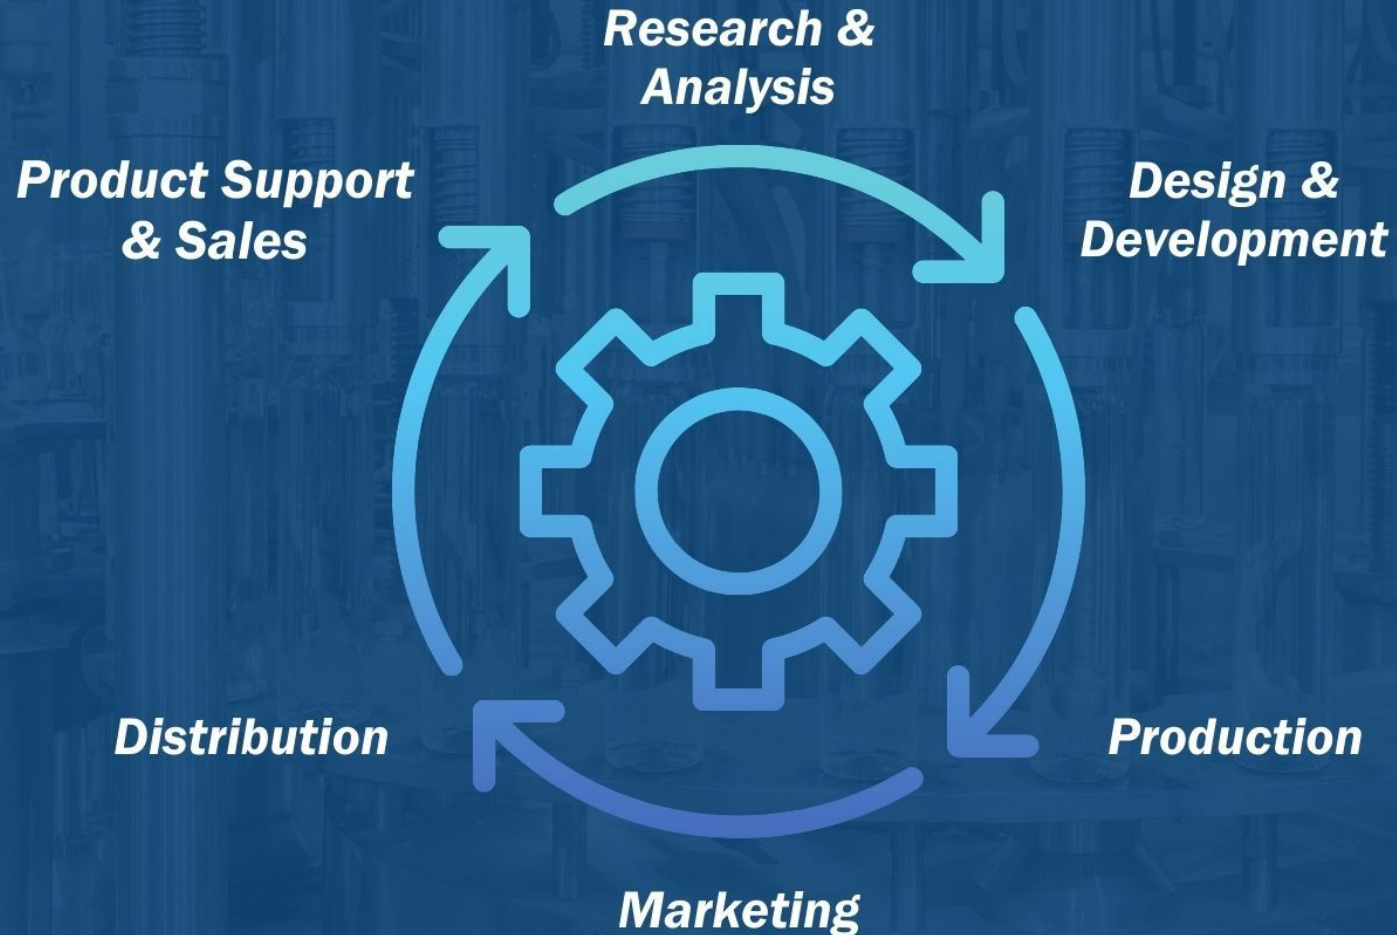 Research &
Analysis
Design &
Development
Production
Marketing
Distribution
Product Support
& Sales